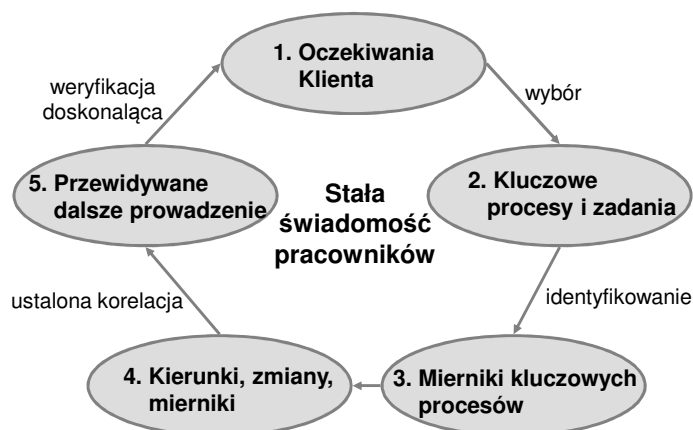 1. Oczekiwania
Klienta
wybór
2. Kluczowe
procesy i zadania
identyfikowanie
3. Mierniki kluczowych
procesów
4. Kierunki, zmiany,
mierniki
ustalona korelacja
5. Przewidywane
dalsze prowadzenie
weryfikacja
doskonaląca
Stała
świadomość
pracowników